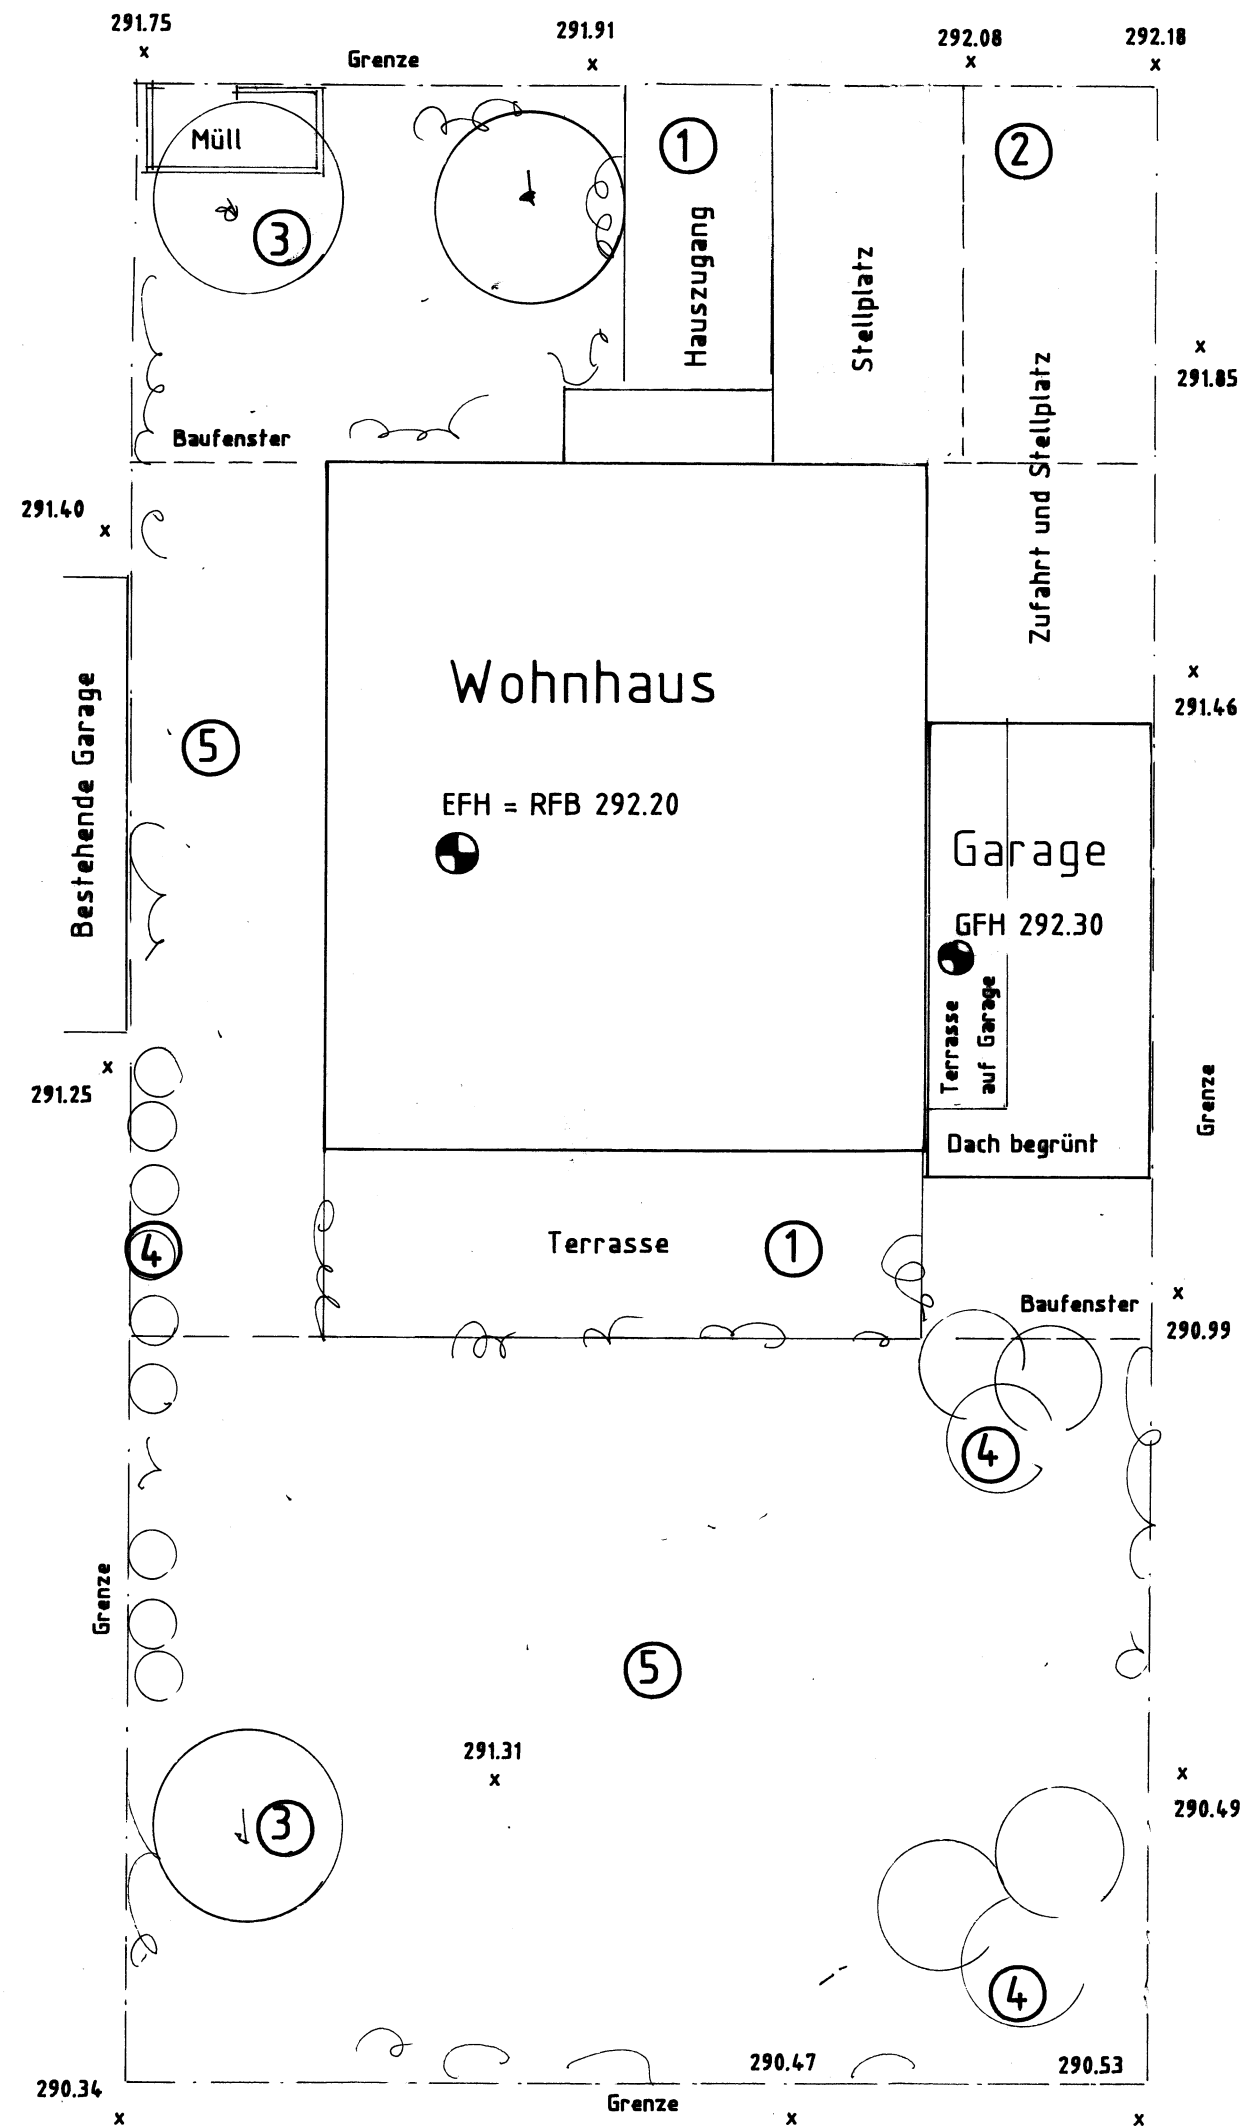 291.75
x
Grenze
291.91
x
292.08
x
292.18
x
Müll
1
2
3
Hauszugang
Stellplatz
Zufahrt und Stellplatz
x
291.85
Baufenster
291.40
x
Bestehende Garage
5
Wohnhaus
EFH = RFB 292.20
x
291.46
Garage
GFH 292.30
Terrasse
auf Garage
Dach begrünt
Grenze
x
291.25
4
Terrasse
1
Baufenster
x
290.99
4
Grenze
5
291.31
x
3
x
290.49
4
290.47
290.53
290.34
x
Grenze
x
x